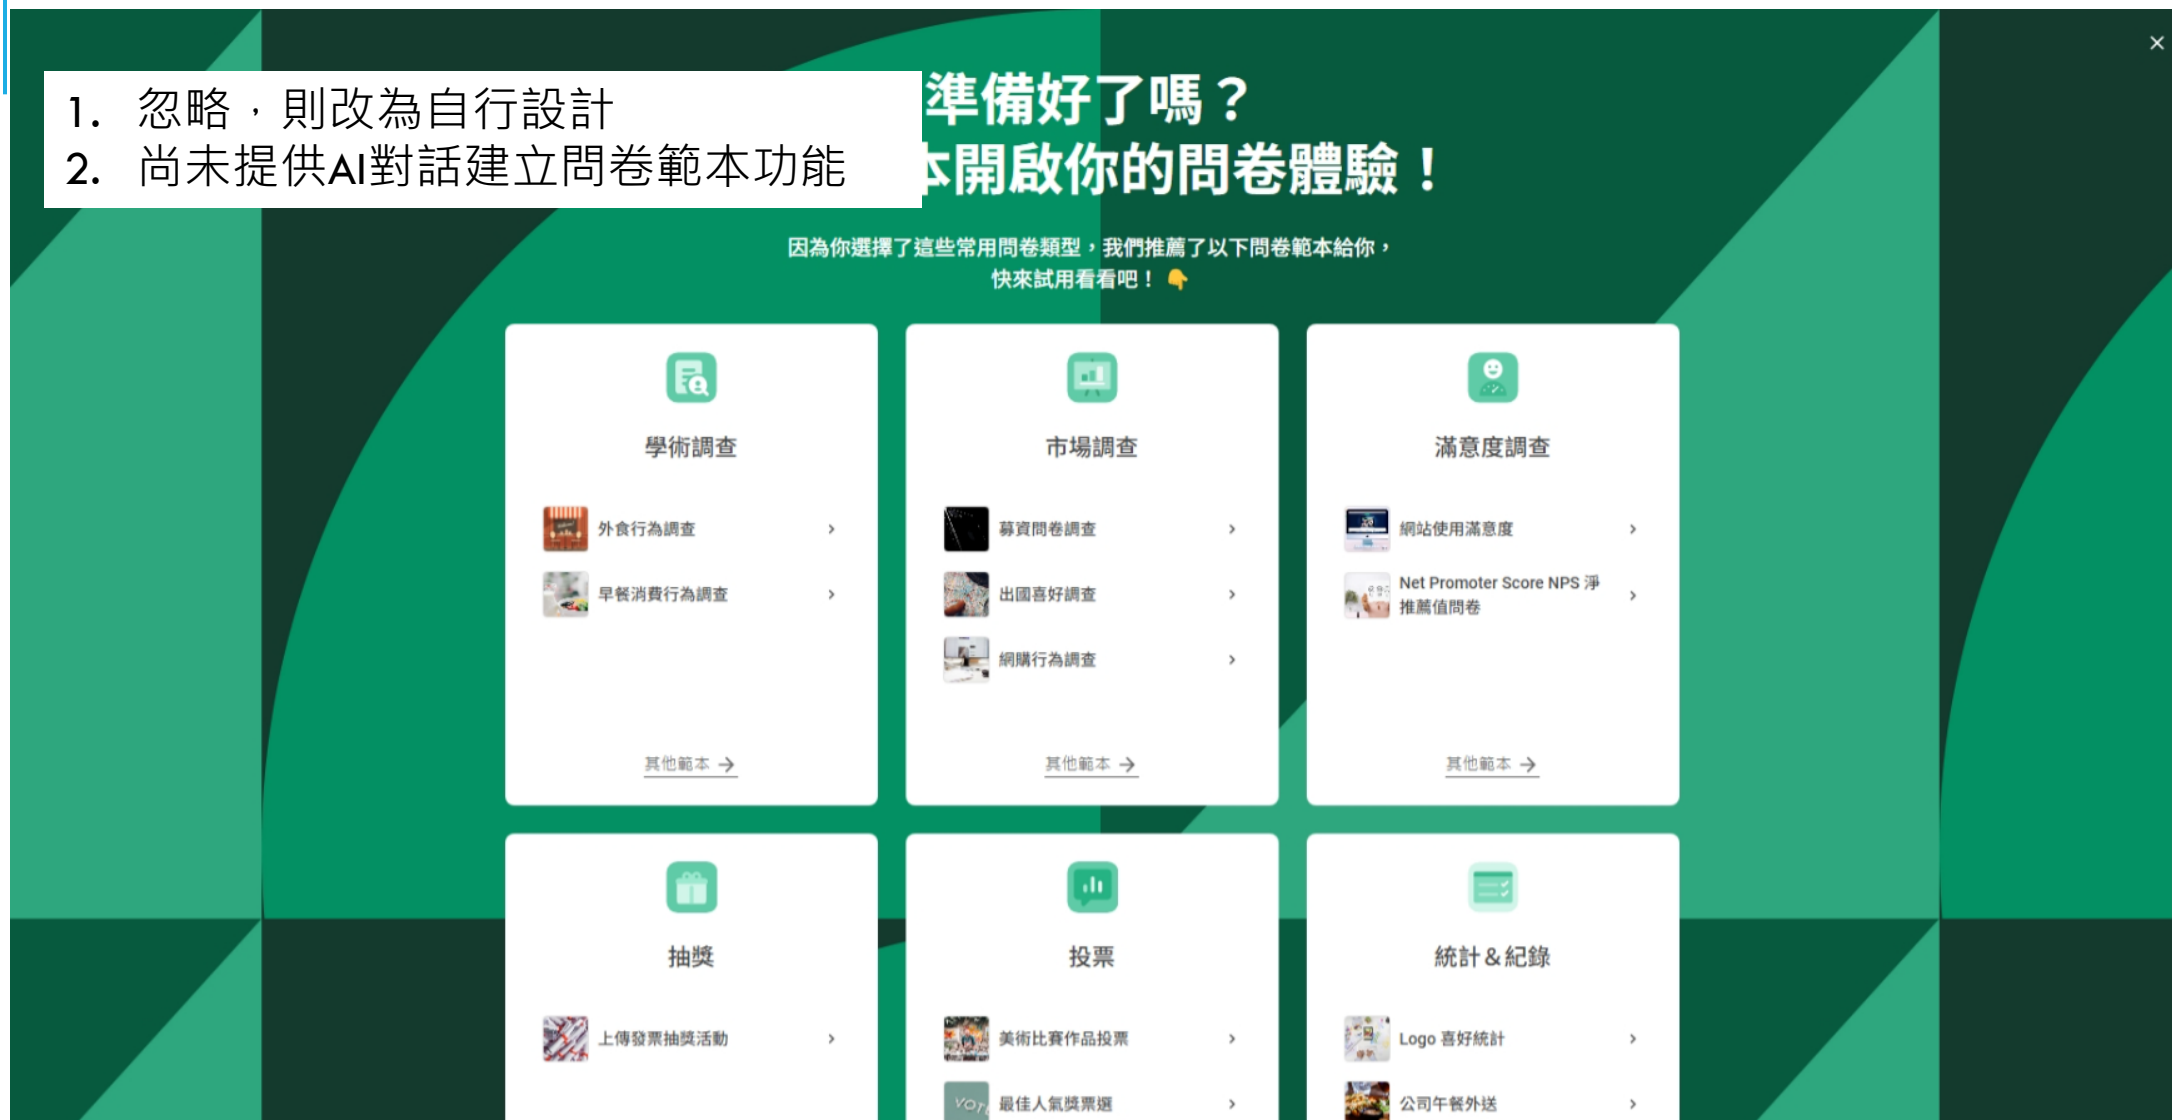 1. 忽略，則改為自行設計
2. 尚未提供AI對話建立問卷範本功能
準備好了嗎？
本開啟你的問卷體驗！
因為你選擇了這些常用問卷類型，我們推薦了以下問卷範本給你，
快來試用看看吧！
學術調查
外食行為調查
早餐消費行為調查
其他範本
市場調查
募資問卷調查
出國喜好調查
網購行為調查
其他範本
滿意度調查
網站使用滿意度
Net Promoter Score NPS 淨
推薦值問卷
其他範本
抽獎
上傳發票抽獎活動
投票
美術比賽作品投票
VOTE
最佳人氣獎票選
統計＆紀錄
Logo 喜好統計
公司午餐外送